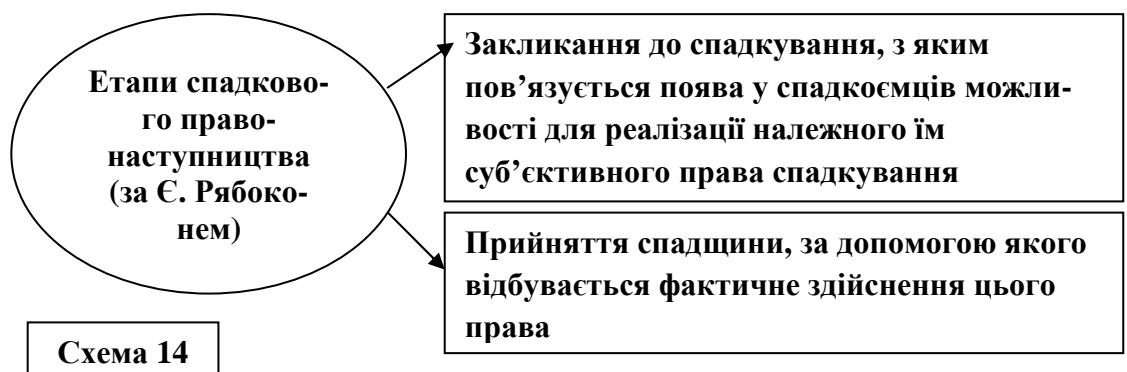 Етапи спадково-
го право-
наступництва
(за Є. Рябоко-
нем)
Закликання до спадкування, з яким
пов’язується поява у спадкоємців можли-
вості для реалізації належного їм
суб’єктивного права спадкування
Прийняття спадщини, за допомогою якого
відбувається фактичне здійснення цього
права
Схема 14